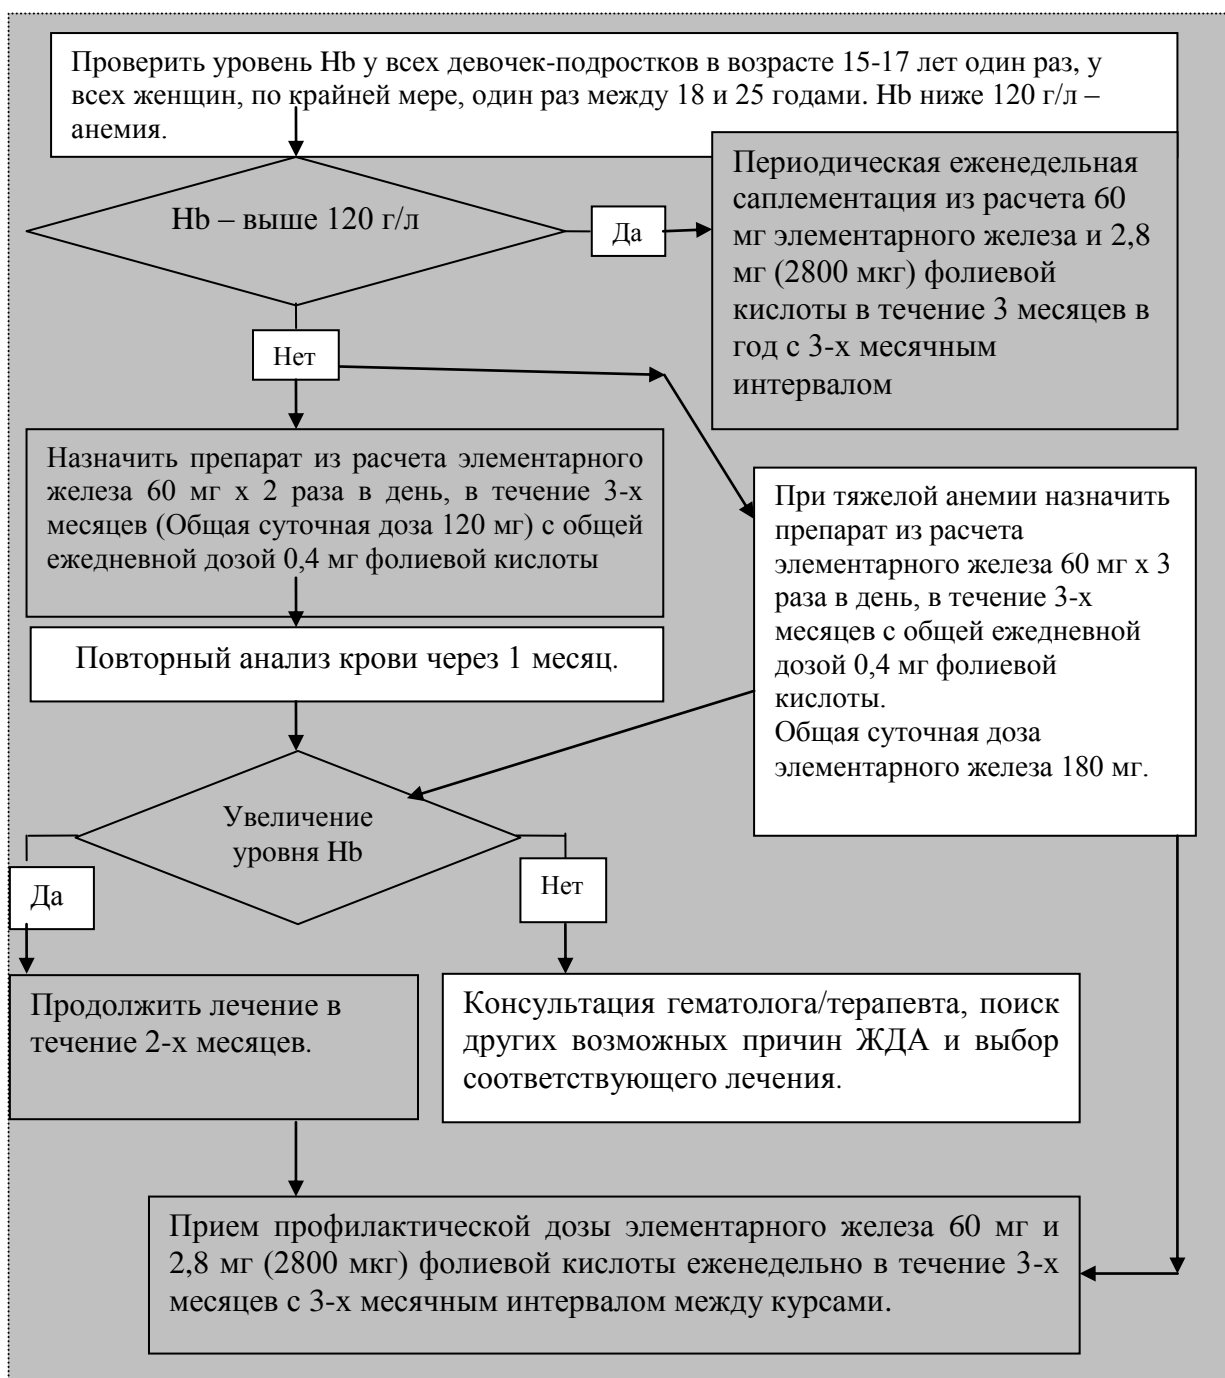 Проверить уровень Hb у всех девочек-подростков в возрасте 15-17 лет один раз, у
всех женщин, по крайней мере, один раз между 18 и 25 годами. Hb ниже 120 г/л –
анемия.
Hb – выше 120 г/л
Да
Периодическая еженедельная
саплементация из расчета 60
мг элементарного железа и 2,8
мг (2800 мкг) фолиевой
кислоты в течение 3 месяцев в
год с 3-х месячным
интервалом
Нет
Назначить препарат из расчета элементарного
железа 60 мг х 2 раза в день, в течение 3-х
месяцев (Общая суточная доза 120 мг) с общей
ежедневной дозой 0,4 мг фолиевой кислоты
При тяжелой анемии назначить
препарат из расчета
элементарного железа 60 мг х 3
раза в день, в течение 3-х
месяцев с общей ежедневной
дозой 0,4 мг фолиевой
кислоты.
Общая суточная доза
элементарного железа 180 мг.
Повторный анализ крови через 1 месяц.
Увеличение
уровня Hb
Да
Нет
Продолжить лечение в
течение 2-х месяцев.
Консультация гематолога/терапевта, поиск
других возможных причин ЖДА и выбор
соответствующего лечения.
Прием профилактической дозы элементарного железа 60 мг и
2,8 мг (2800 мкг) фолиевой кислоты еженедельно в течение 3-х
месяцев с 3-х месячным интервалом между курсами.